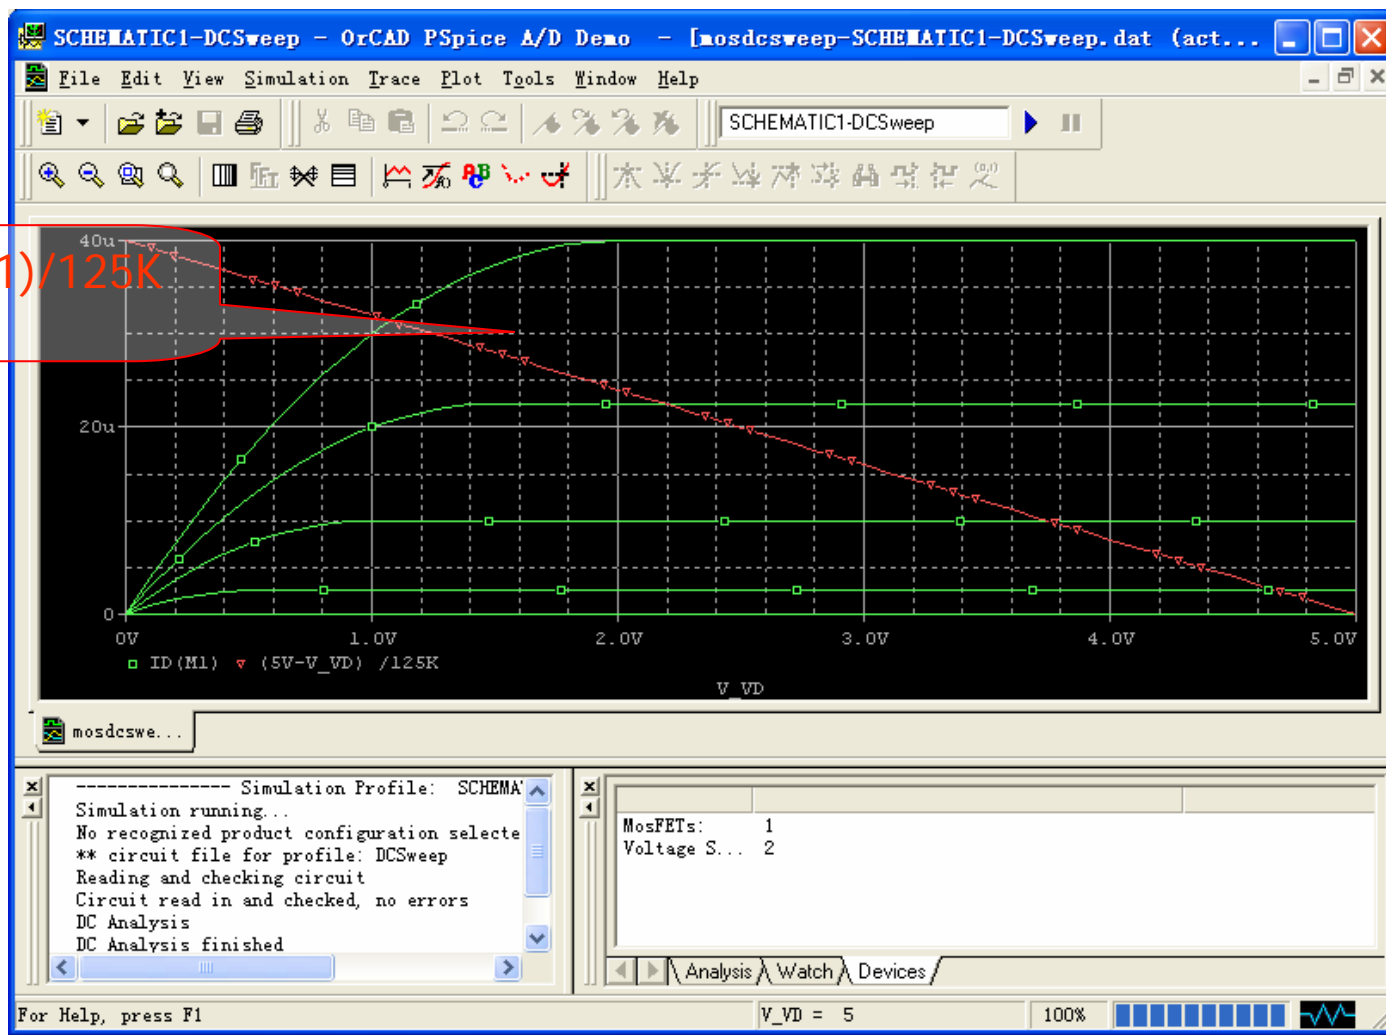 SCHEMATIC1-DCSweep - OrCAD PSpice A/D Demo - [mosdcsweep-SCHEMATIC1-DCSweep.dat (act...
File Edit View Simulation Trace Plot Tools Window Help
SCHEMATIC1-DCSweep
1)/125K
40u
20u
0
0V 1.0V 2.0V 3.0V 4.0V 5.0V
ID(M1) (5V-V_VD) /125K
V_VD
mosdcswe...
--------------- Simulation Profile: SCHEMA
Simulation running...
No recognized product configuration selecte
** circuit file for profile: DCSweep
Reading and checking circuit
Circuit read in and checked, no errors
DC Analysis
DC Analysis finished
MosFETs: 1
Voltage S... 2
Analysis Watch Devices
For Help, press F1 V_VD = 5 100%